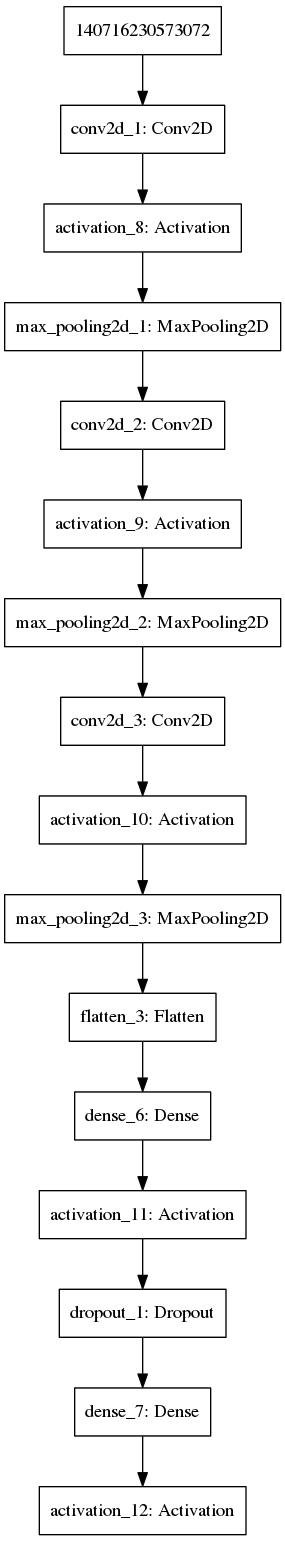 140716230573072
conv2d_1: Conv2D
activation_8: Activation
max_pooling2d_1: MaxPooling2D
conv2d_2: Conv2D
activation_9: Activation
max_pooling2d_2: MaxPooling2D
conv2d_3: Conv2D
activation_10: Activation
max_pooling2d_3: MaxPooling2D
flatten_3: Flatten
dense_6: Dense
activation_11: Activation
dropout_1: Dropout
dense_7: Dense
activation_12: Activation